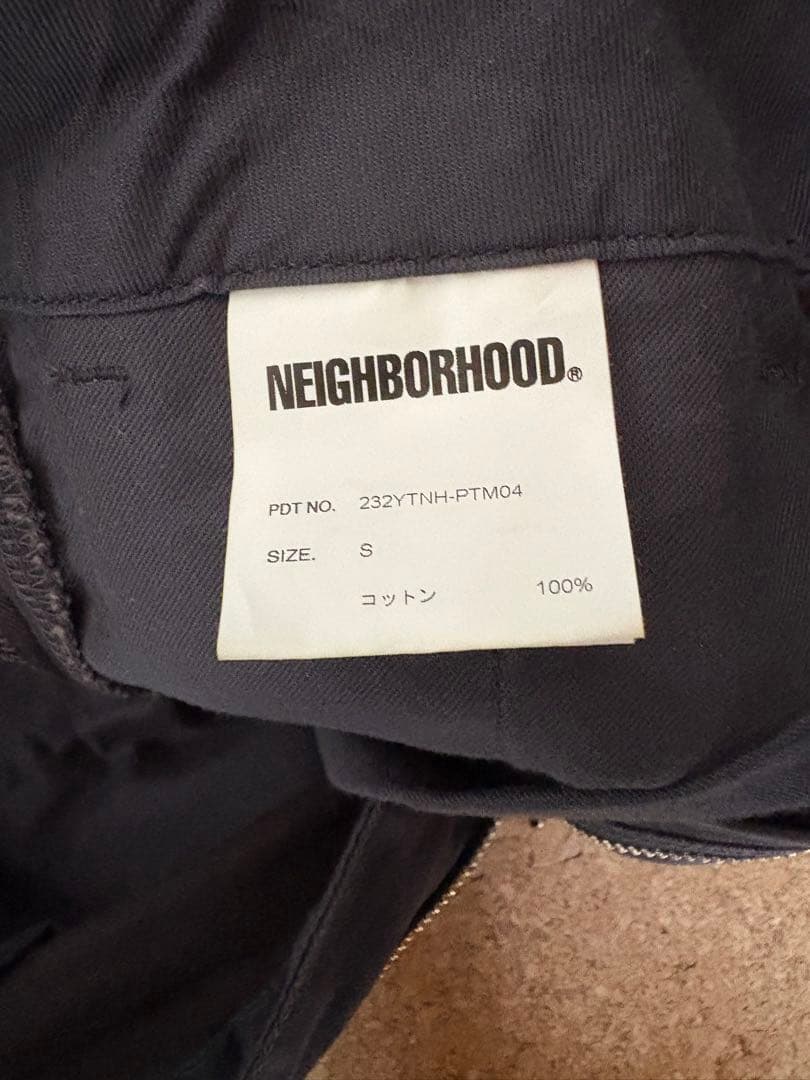 NEIGHBORHOOD®
PDT NO. 232YTNH-PTM04
SIZE. S
コットン 100%